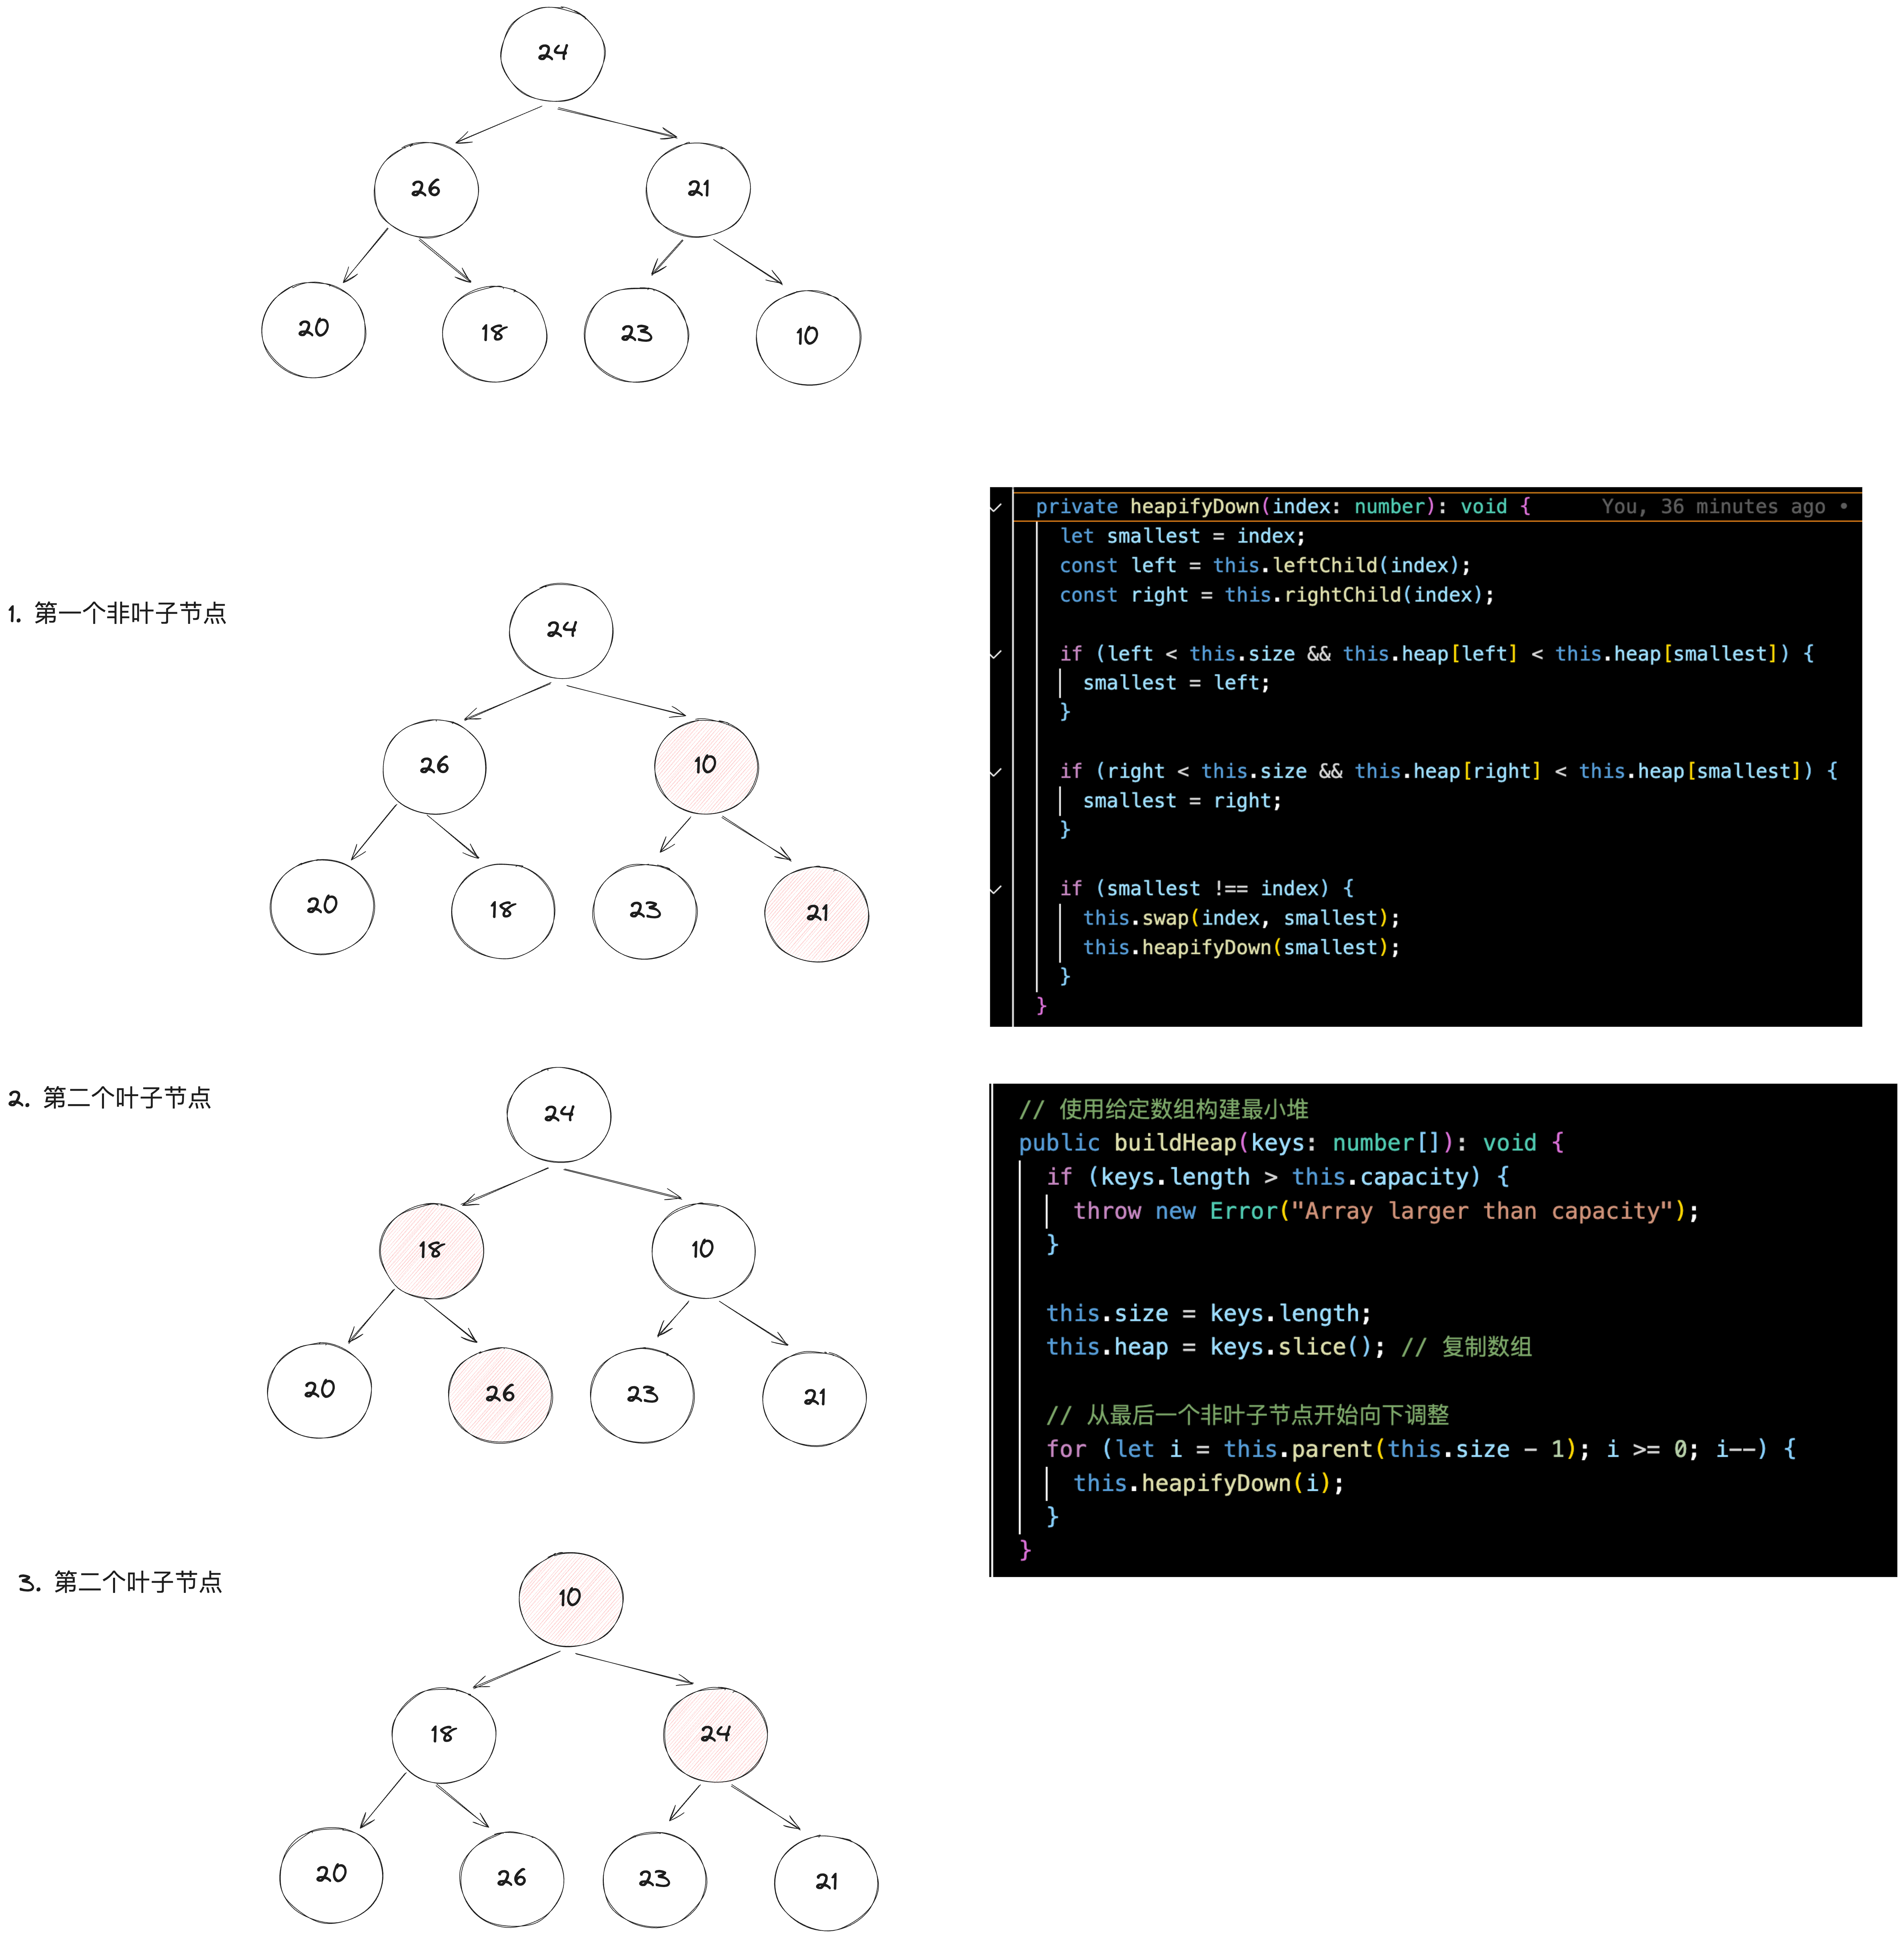 24
26 21
20 18 23 10
1. 第一个非叶子节点
24
26 10
20 18 23 21
private heapifyDown(index: number): void { You, 36 minutes ago •
let smallest = index;
const left = this.leftChild(index);
const right = this.rightChild(index);
if (left < this.size && this.heap[left] < this.heap[smallest]) {
smallest = left;
}
if (right < this.size && this.heap[right] < this.heap[smallest]) {
smallest = right;
}
if (smallest !== index) {
this.swap(index, smallest);
this.heapifyDown(smallest);
}
}
2. 第二个叶子节点
24
18 10
20 26 23 21
// 使用给定数组构建最小堆
public buildHeap(keys: number[]): void {
if (keys.length > this.capacity) {
throw new Error("Array larger than capacity");
}
this.size = keys.length;
this.heap = keys.slice(); // 复制数组
// 从最后一个非叶子节点开始向下调整
for (let i = this.parent(this.size - 1); i >= 0; i--) {
this.heapifyDown(i);
}
}
3. 第二个叶子节点
10
18 24
20 26 23 21